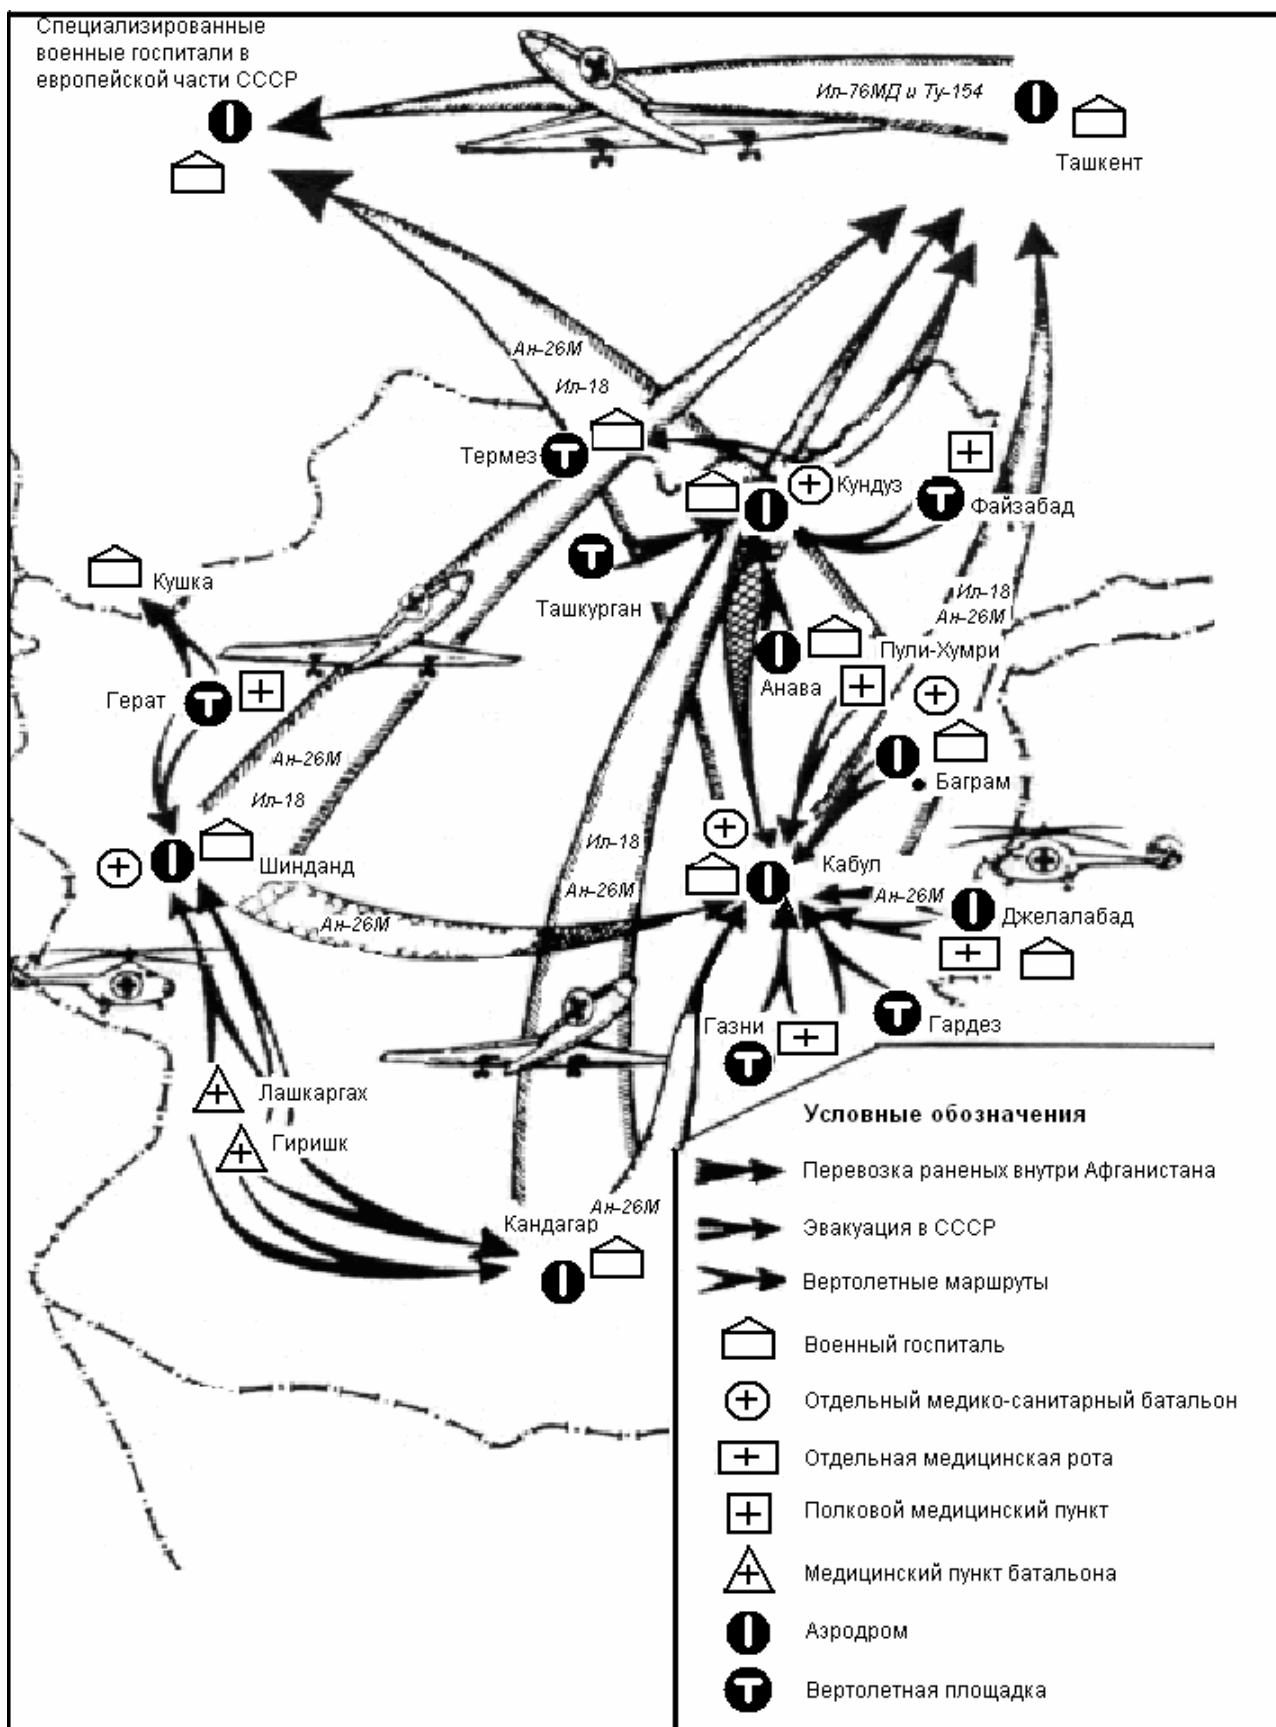 Специализированные
военные госпитали в
европейской части СССР
Ил-76МД и Ту-154
Ташкент
Ан-26М
Ил-18
Термез
Кундуз
Файзабад
Кушка
Ташкурган
Ил-18
Ан-26М
Пули-Хумри
Герат
Анава
Ан-26М
Баграм
Ил-18
Ил-18
Шинданд
Кабул
Ан-26М
Ан-26М
Ан-26М
Джелалабад
Газни
Гардез
Лашкаргах
Гиришк
Ан-26М
Кандагар
Условные обозначения
Перевозка раненых внутри Афганистана
Эвакуация в СССР
Вертолетные маршруты
Военный госпиталь
Отдельный медико-санитарный батальон
Отдельная медицинская рота
Полковой медицинский пункт
Медицинский пункт батальона
Аэродром
Вертолетная площадка